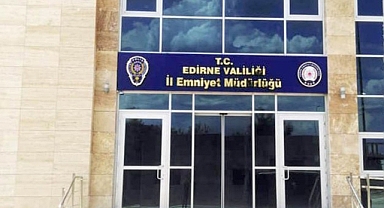 T.C.
EDİRNE VALİLİĞİ
İl Emniyet Müdürlüğü